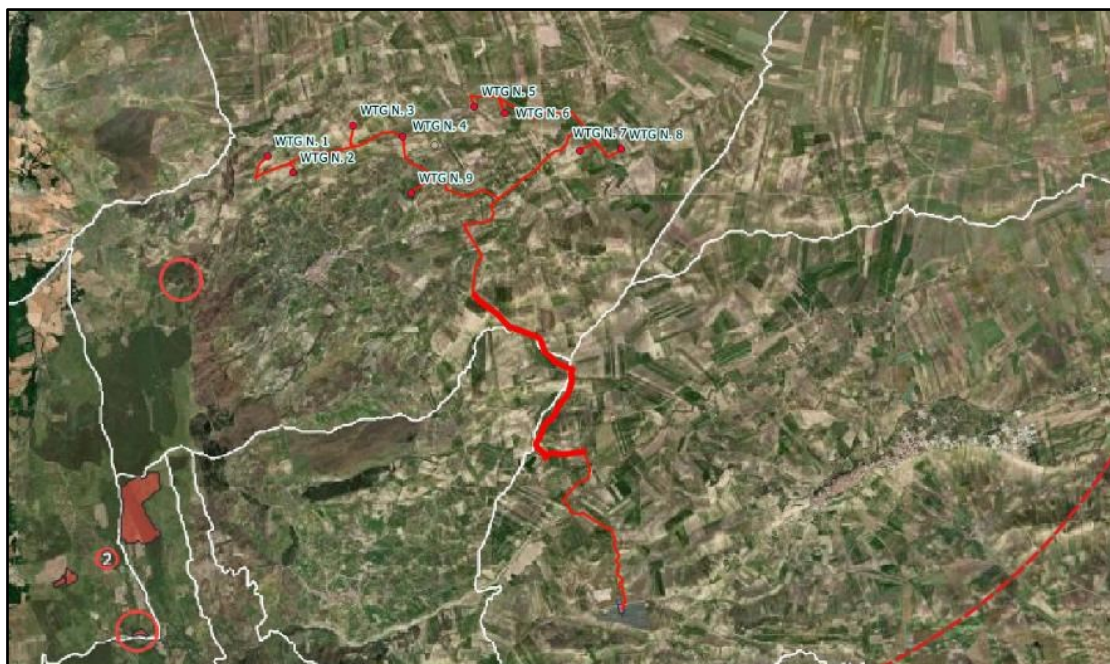 WTG N. 5
WTG N. 3
WTG N. 6
WTG N. 4
WTG N. 1
WTG N. 7
WTG N. 8
WTG N. 2
WTG N. 9
2